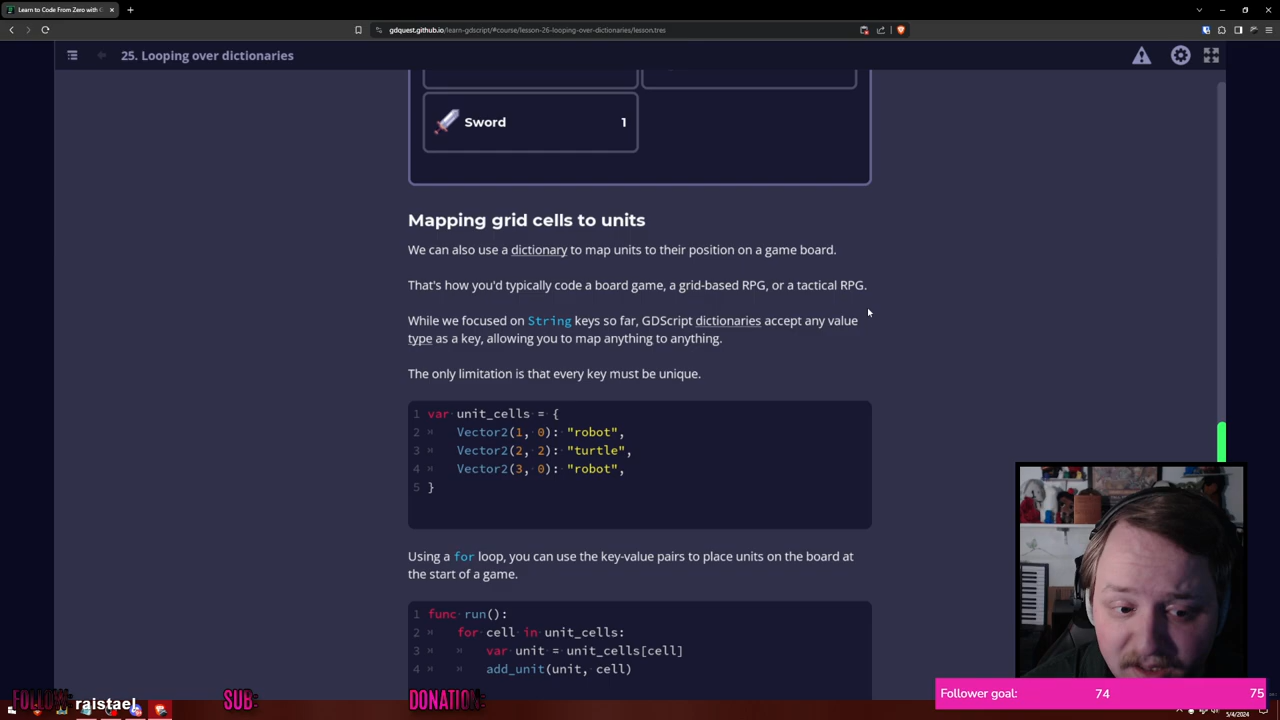 Learn to Code From Zero with
gdquest.github.io/learn-gdscript/#course/lesson-26-looping-over-dictionaries/lesson.tres
25. Looping over dictionaries
Sword 1
Mapping grid cells to units
We can also use a dictionary to map units to their position on a game board.
That's how you'd typically code a board game, a grid-based RPG, or a tactical RPG.
While we focused on String keys so far, GDScript dictionaries accept any value
type as a key, allowing you to map anything to anything.
The only limitation is that every key must be unique.
1 var unit_cells = {
2 Vector2(1, 0): "robot",
3 Vector2(2, 2): "turtle",
4 Vector2(3, 0): "robot",
5 }
Using a for loop, you can use the key-value pairs to place units on the board at
the start of a game.
1 func run():
2 for cell in unit_cells:
3 var unit = unit_cells[cell]
4 add_unit(unit, cell)
FOLLOW: raistael SUB: DONATION:
Follower goal: 74 75
5/4/2024